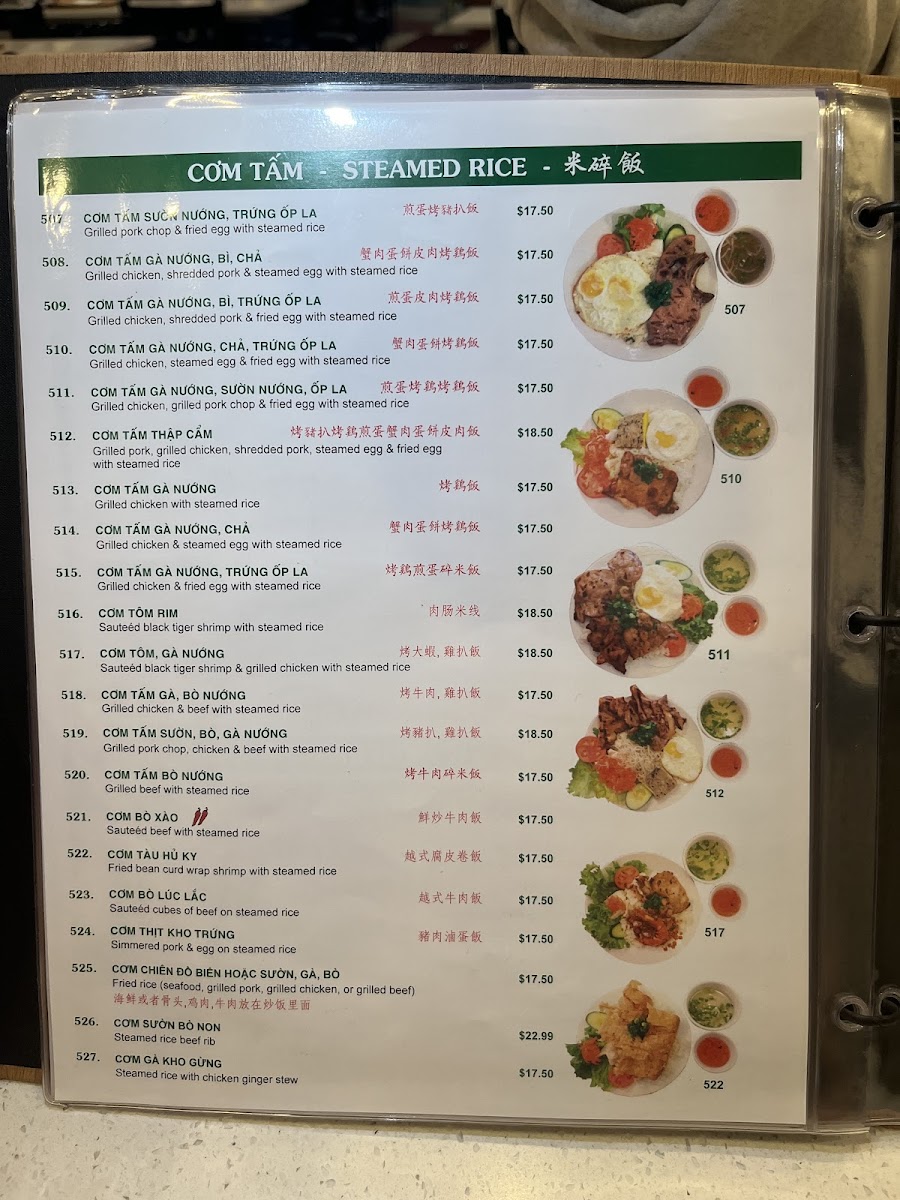 CƠM TẤM - STEAMED RICE - 米碎飯
507. CƠM TẤM SƯỜN NƯỚNG, TRỨNG ỐP LA 煎蛋烤豬扒飯 $17.50
Grilled pork chop & fried egg with steamed rice
508. CƠM TẤM GÀ NƯỚNG, BÌ, CHẢ 蟹肉蛋餅皮肉烤鶏飯 $17.50
Grilled chicken, shredded pork & steamed egg with steamed rice
509. CƠM TẤM GÀ NƯỚNG, BÌ, TRỨNG ỐP LA 煎蛋皮肉烤鶏飯 $17.50
Grilled chicken, shredded pork & fried egg with steamed rice
507
510. CƠM TẤM GÀ NƯỚNG, CHẢ, TRỨNG ỐP LA 蟹肉蛋餅烤鶏飯 $17.50
Grilled chicken, steamed egg & fried egg with steamed rice
511. CƠM TẤM GÀ NƯỚNG, SƯỜN NƯỚNG, ỐP LA 煎蛋烤鶏烤鶏飯 $17.50
Grilled chicken, grilled pork chop & fried egg with steamed rice
512. CƠM TẤM THẬP CẨM 烤豬扒烤鶏煎蛋蟹肉蛋餅皮肉飯 $18.50
Grilled pork, grilled chicken, shredded pork, steamed egg & fried egg
with steamed rice
510
513. CƠM TẤM GÀ NƯỚNG 烤鶏飯 $17.50
Grilled chicken with steamed rice
514. CƠM TẤM GÀ NƯỚNG, CHẢ 蟹肉蛋餅烤鶏飯 $17.50
Grilled chicken & steamed egg with steamed rice
515. CƠM TẤM GÀ NƯỚNG, TRỨNG ỐP LA 烤鶏煎蛋碎米飯 $17.50
Grilled chicken & fried egg with steamed rice
516. CƠM TÔM RIM 肉肠米线 $18.50
Sauteéd black tiger shrimp with steamed rice
517. CƠM TÔM, GÀ NƯỚNG 烤大蝦, 雞扒飯 $18.50
Sauteéd black tiger shrimp & grilled chicken with steamed rice
511
518. CƠM TẤM GÀ, BÒ NƯỚNG 烤牛肉, 雞扒飯 $17.50
Grilled chicken & beef with steamed rice
519. CƠM TẤM SƯỜN, BÒ, GÀ NƯỚNG 烤豬扒, 雞扒飯 $18.50
Grilled pork chop, chicken & beef with steamed rice
520. CƠM TẤM BÒ NƯỚNG 烤牛肉碎米飯 $17.50
Grilled beef with steamed rice
512
521. CƠM BÒ XÀO 鮮炒牛肉飯 $17.50
Sauteéd beef with steamed rice
522. CƠM TÀU HỦ KY 越式腐皮卷飯 $17.50
Fried bean curd wrap shrimp with steamed rice
523. CƠM BÒ LÚC LẮC 越式牛肉飯 $17.50
Sauteéd cubes of beef on steamed rice
517
524. CƠM THỊT KHO TRỨNG 豬肉滷蛋飯 $17.50
Simmered pork & egg on steamed rice
525. CƠM CHIÊN ĐỒ BIỂN HOẶC SƯỜN, GÀ, BÒ $17.50
Fried rice (seafood, grilled pork, grilled chicken, or grilled beef)
海鲜或者骨头,鸡肉,牛肉放在炒饭里面
526. CƠM SƯỜN BÒ NON $22.99
Steamed rice beef rib
527. CƠM GÀ KHO GỪNG $17.50
Steamed rice with chicken ginger stew
522